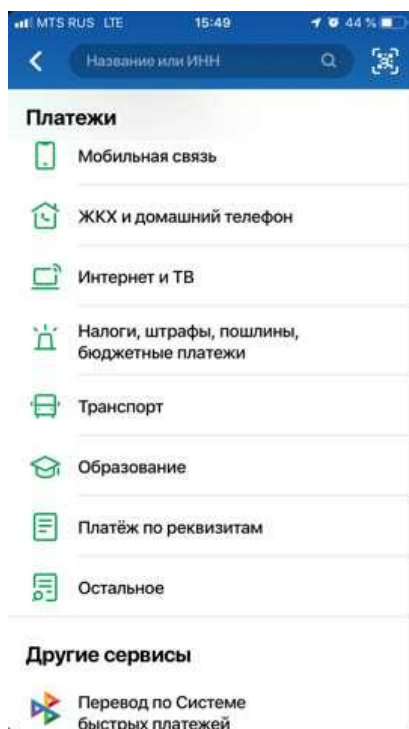 MTS RUS LTE 15:49 44 %
Название или ИНН
Платежи
Мобильная связь
ЖКХ и домашний телефон
Интернет и ТВ
Налоги, штрафы, пошлины,
бюджетные платежи
Транспорт
Образование
Платёж по реквизитам
Остальное
Другие сервисы
Перевод по Системе
быстрых платежей